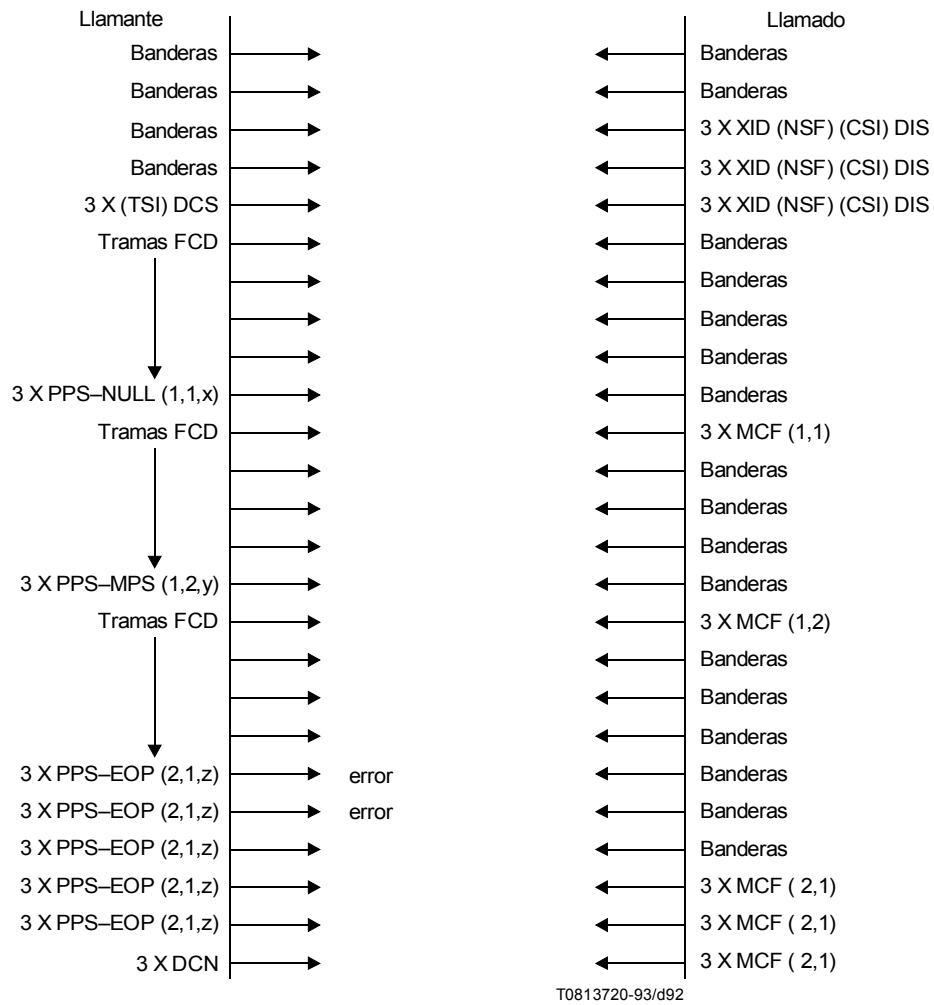 Llamante Llamado
Banderas Banderas
Banderas Banderas
Banderas 3 X XID (NSF) (CSI) DIS
Banderas 3 X XID (NSF) (CSI) DIS
3 X (TSI) DCS 3 X XID (NSF) (CSI) DIS
Tramas FCD Banderas
Banderas
Banderas
Banderas
3 X PPS–NULL (1,1,x) Banderas
Tramas FCD 3 X MCF (1,1)
Banderas
Banderas
Banderas
3 X PPS–MPS (1,2,y) Banderas
Tramas FCD 3 X MCF (1,2)
Banderas
Banderas
Banderas
3 X PPS–EOP (2,1,z) error Banderas
3 X PPS–EOP (2,1,z) error Banderas
3 X PPS–EOP (2,1,z) Banderas
3 X PPS–EOP (2,1,z) 3 X MCF ( 2,1)
3 X PPS–EOP (2,1,z) 3 X MCF ( 2,1)
3 X DCN 3 X MCF ( 2,1)
T0813720-93/d92